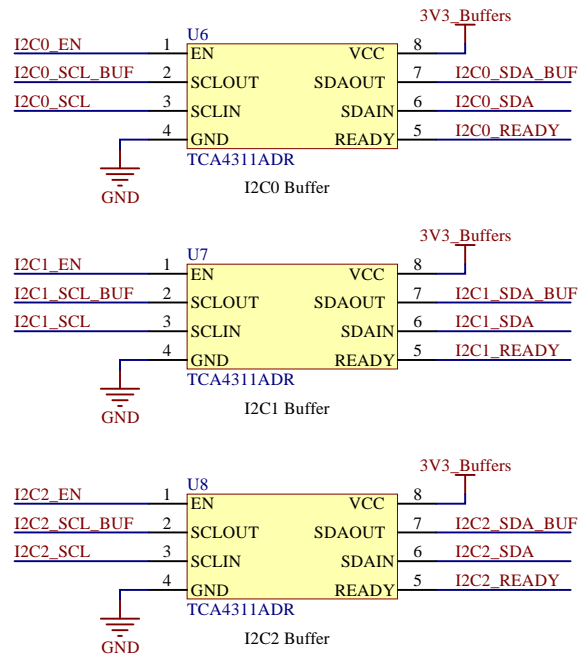 3V3_Buffers
U6
I2C0_EN 1 EN VCC 8
I2C0_SCL_BUF 2 SCLOUT SDAOUT 7 I2C0_SDA_BUF
I2C0_SCL 3 SCLIN SDAIN 6 I2C0_SDA
4 GND READY 5 I2C0_READY
TCA4311ADR
GND
I2C0 Buffer
3V3_Buffers
U7
I2C1_EN 1 EN VCC 8
I2C1_SCL_BUF 2 SCLOUT SDAOUT 7 I2C1_SDA_BUF
I2C1_SCL 3 SCLIN SDAIN 6 I2C1_SDA
4 GND READY 5 I2C1_READY
TCA4311ADR
GND
I2C1 Buffer
3V3_Buffers
U8
I2C2_EN 1 EN VCC 8
I2C2_SCL_BUF 2 SCLOUT SDAOUT 7 I2C2_SDA_BUF
I2C2_SCL 3 SCLIN SDAIN 6 I2C2_SDA
4 GND READY 5 I2C2_READY
TCA4311ADR
GND
I2C2 Buffer